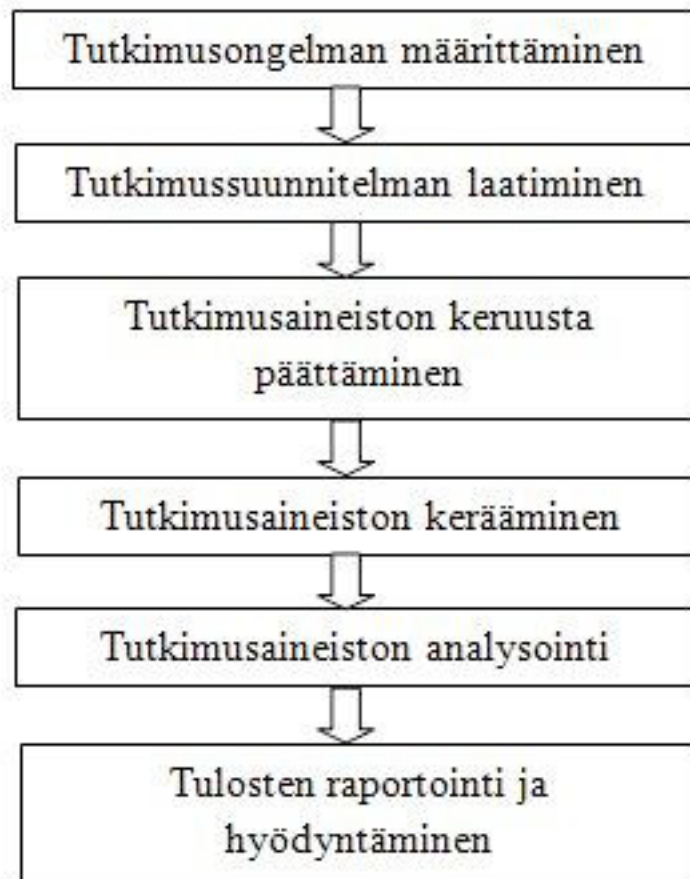 Tutkimusongelman määrittäminen
Tutkimussuunnitelman laatiminen
Tutkimusaineiston keruusta
päättäminen
Tutkimusaineiston kerääminen
Tutkimusaineiston analysointi
Tulosten raportointi ja
hyödyntäminen